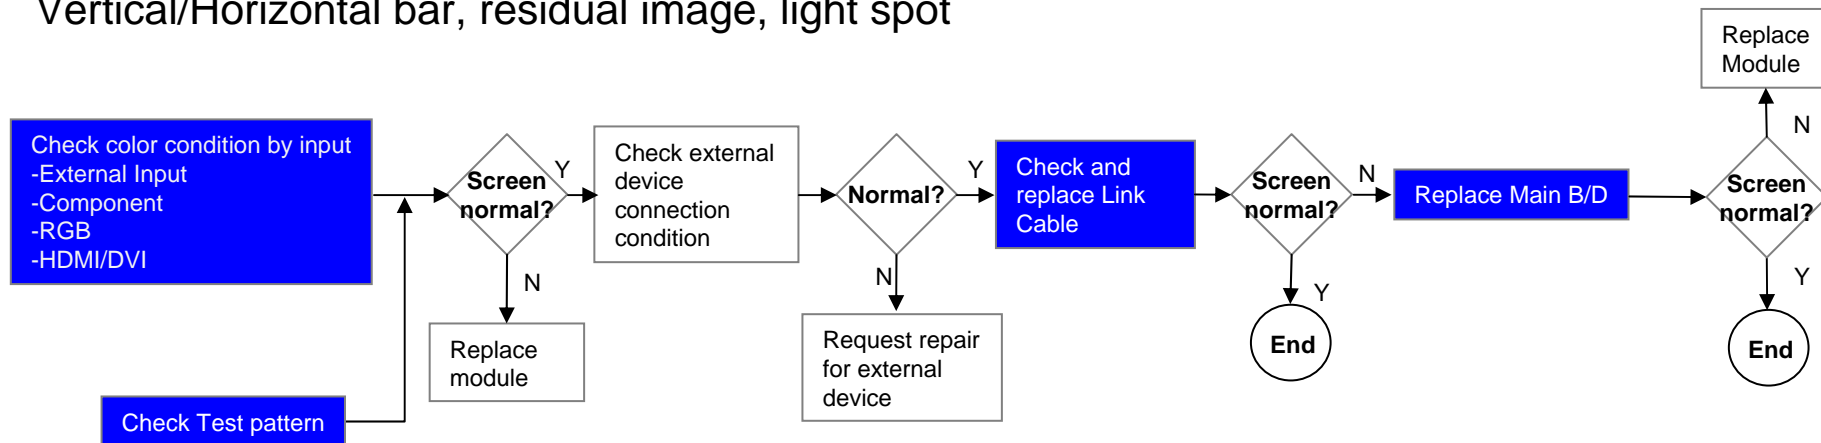 Vertical/Horizontal bar, residual image, light spot
Check color condition by input
-External Input
-Component
-RGB
-HDMI/DVI
Check Test pattern
Screen
normal?
Y
N
Replace
module
Check external
device
connection
condition
Normal?
Y
N
Request repair
for external
device
Check and
replace Link
Cable
Screen
normal?
N
Y
End
Replace Main B/D
Screen
normal?
N
Replace
Module
Y
End